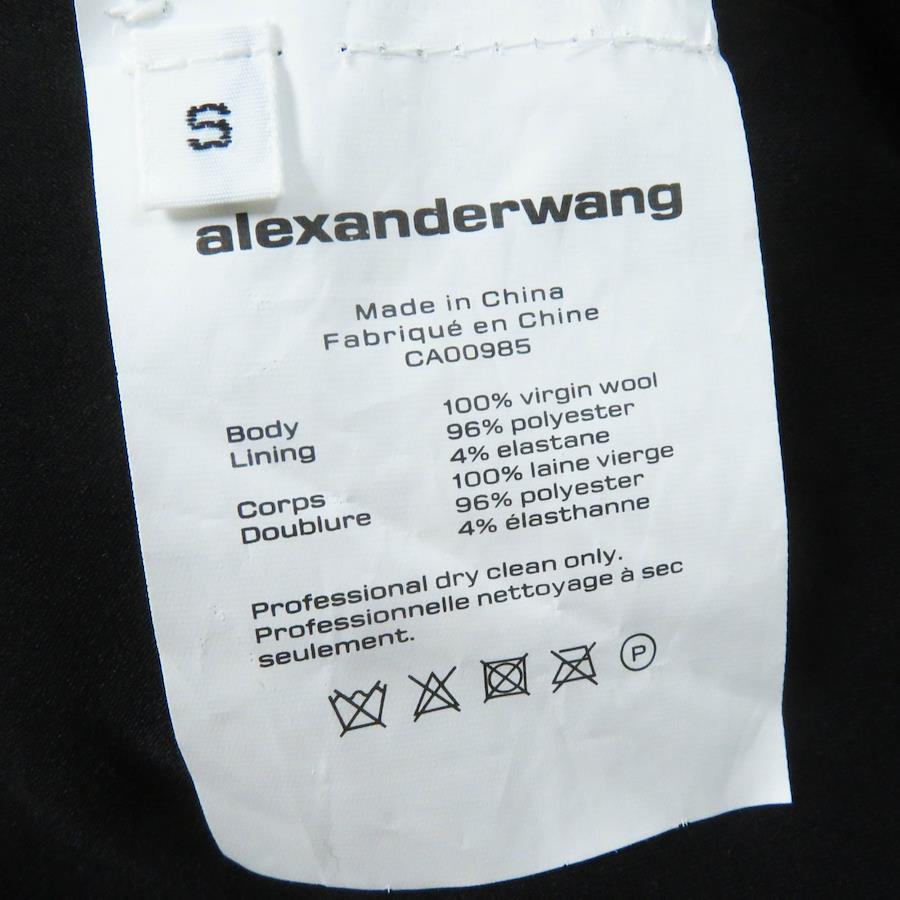 S
alexanderwang
Made in China
Fabriqué en Chine
CA00985
Body 100% virgin wool
Lining 96% polyester
4% elastane
Corps 100% laine vierge
Doublure 96% polyester
4% élasthanne
Professional dry clean only.
Professionnelle nettoyage à sec
seulement.
P